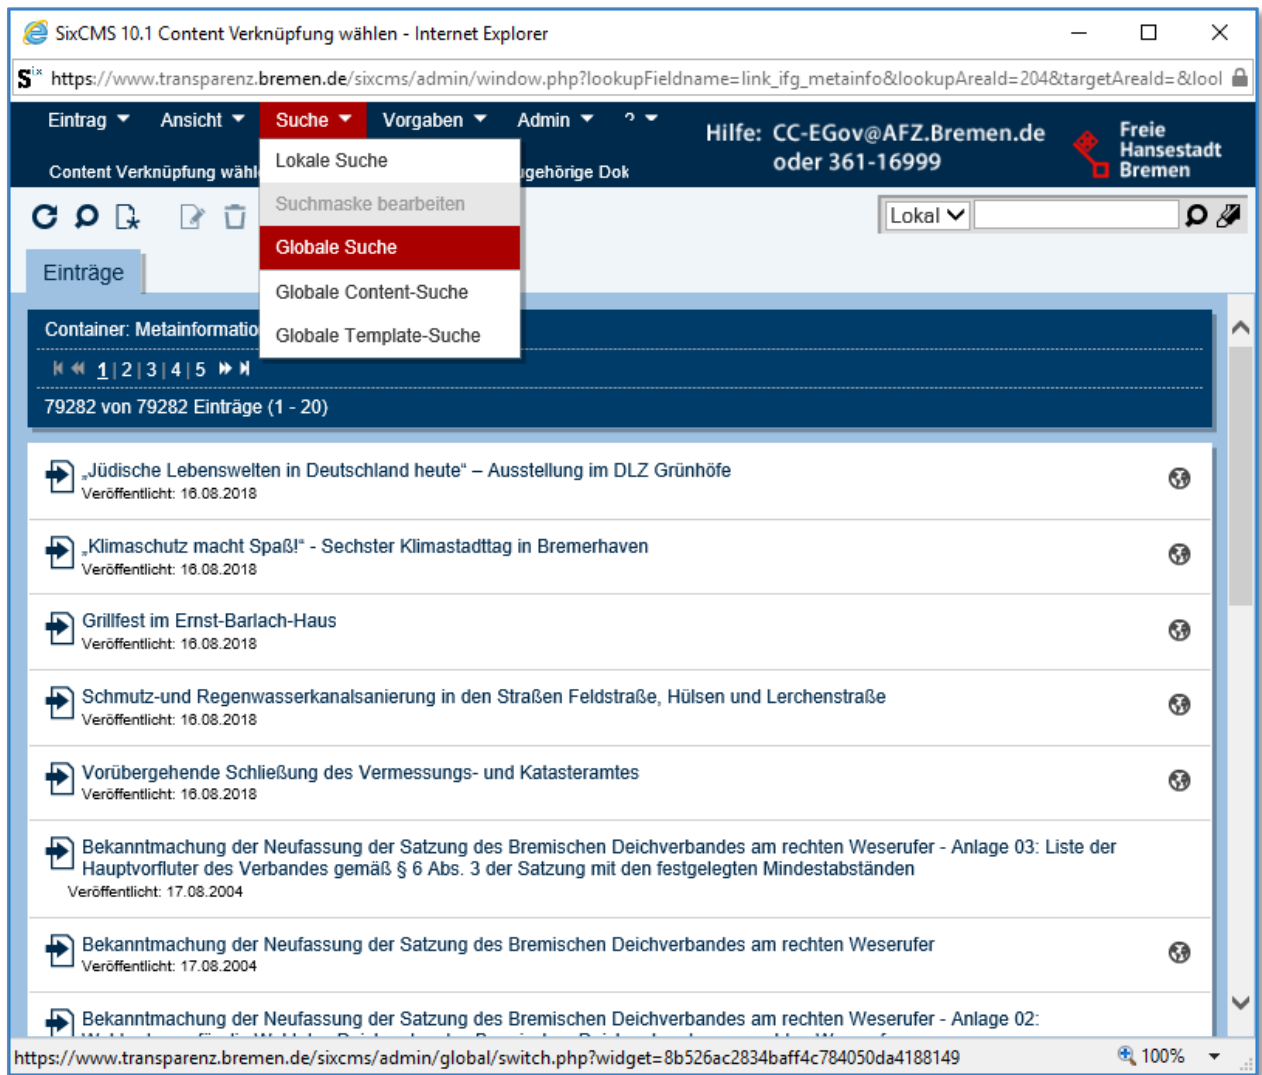 SixCMS 10.1 Content Verknüpfung wählen - Internet Explorer
Six https://www.transparenz.bremen.de/sixcms/admin/window.php?lookupFieldname=link_ifg_metainfo&lookupAreaId=204&targetAreaId=&lool
Eintrag Ansicht Suche Vorgaben Admin ?
Hilfe: CC-EGov@AFZ.Bremen.de
oder 361-16999
Freie
Hansestadt
Bremen
Content Verknüpfung wähl
ugehörige Dok
Lokale Suche
Suchmaske bearbeiten
Globale Suche
Globale Content-Suche
Globale Template-Suche
Lokal
Einträge
Container: Metainformatio
1 | 2 | 3 | 4 | 5
79282 von 79282 Einträge (1 - 20)
„Jüdische Lebenswelten in Deutschland heute“ – Ausstellung im DLZ Grünhöfe
Veröffentlicht: 16.08.2018
„Klimaschutz macht Spaß!“ - Sechster Klimastadttag in Bremerhaven
Veröffentlicht: 16.08.2018
Grillfest im Ernst-Barlach-Haus
Veröffentlicht: 16.08.2018
Schmutz-und Regenwasserkanalsanierung in den Straßen Feldstraße, Hülsen und Lerchenstraße
Veröffentlicht: 16.08.2018
Vorübergehende Schließung des Vermessungs- und Katasteramtes
Veröffentlicht: 16.08.2018
Bekanntmachung der Neufassung der Satzung des Bremischen Deichverbandes am rechten Weserufer - Anlage 03: Liste der
Hauptvorfluter des Verbandes gemäß § 6 Abs. 3 der Satzung mit den festgelegten Mindestabständen
Veröffentlicht: 17.08.2004
Bekanntmachung der Neufassung der Satzung des Bremischen Deichverbandes am rechten Weserufer
Veröffentlicht: 17.08.2004
Bekanntmachung der Neufassung der Satzung des Bremischen Deichverbandes am rechten Weserufer - Anlage 02:
https://www.transparenz.bremen.de/sixcms/admin/global/switch.php?widget=8b526ac2834baff4c784050da4188149
100%